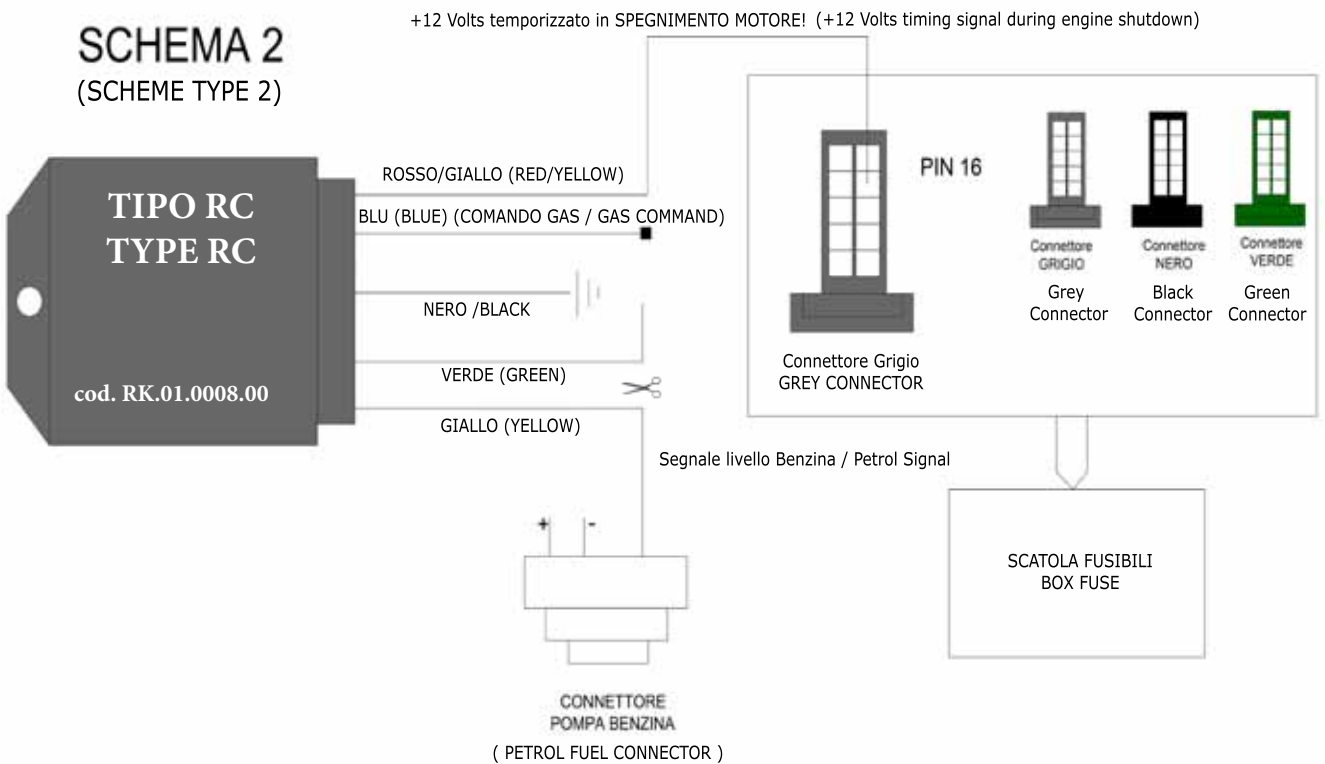 +12 Volts temporizzato in SPEGNIMENTO MOTORE! (+12 Volts timing signal during engine shutdown)
SCHEMA 2
(SCHEME TYPE 2)
ROSSO/GIALLO (RED/YELLOW)
BLU (BLUE) (COMANDO GAS / GAS COMMAND)
TIPO RC
TYPE RC
NERO /BLACK
VERDE (GREEN)
cod. RK.01.0008.00
GIALLO (YELLOW)
PIN 16
Connettore
GRIGIO
Grey
Connector
Connettore
NERO
Black
Connector
Connettore
VERDE
Green
Connector
Connettore Grigio
GREY CONNECTOR
Segnale livello Benzina / Petrol Signal
+
-
SCATOLA FUSIBILI
BOX FUSE
CONNETTORE
POMPA BENZINA
( PETROL FUEL CONNECTOR )